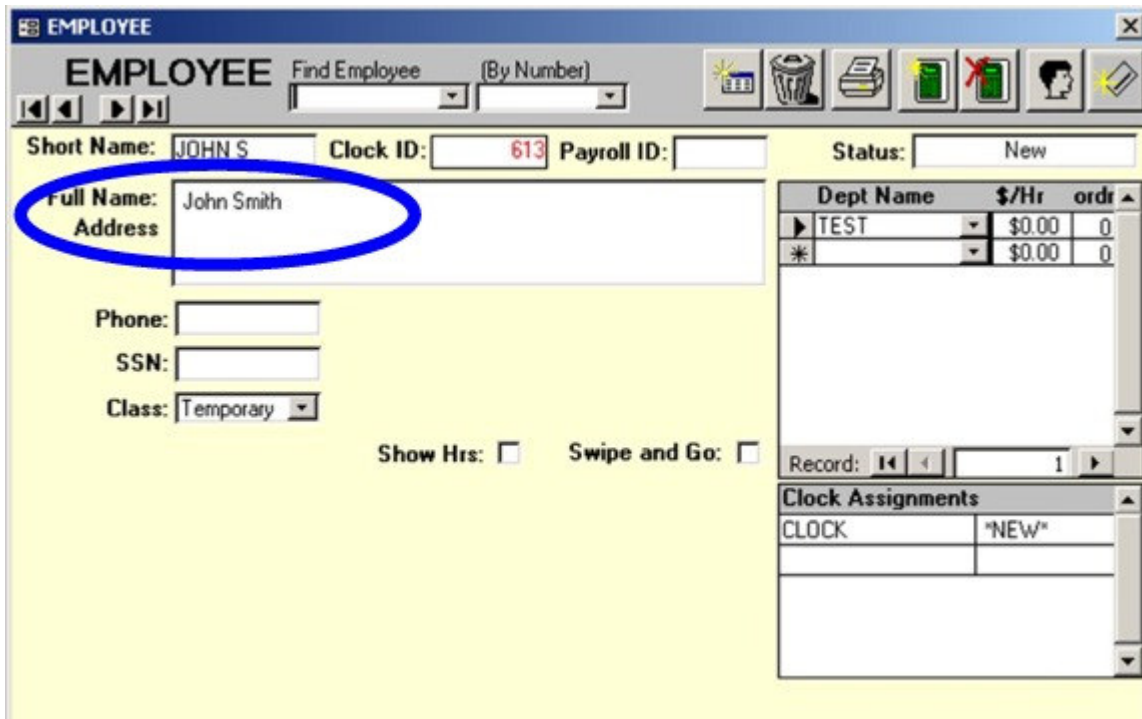 EMPLOYEE
EMPLOYEE Find Employee (By Number)
Short Name: JOHN S Clock ID: 613 Payroll ID: Status: New
Full Name: John Smith
Address
Dept Name $/Hr ordr
TEST $0.00 0
$0.00 0
Phone:
SSN:
Class: Temporary
Show Hrs: Swipe and Go:
Record: 1
Clock Assignments
CLOCK *NEW*